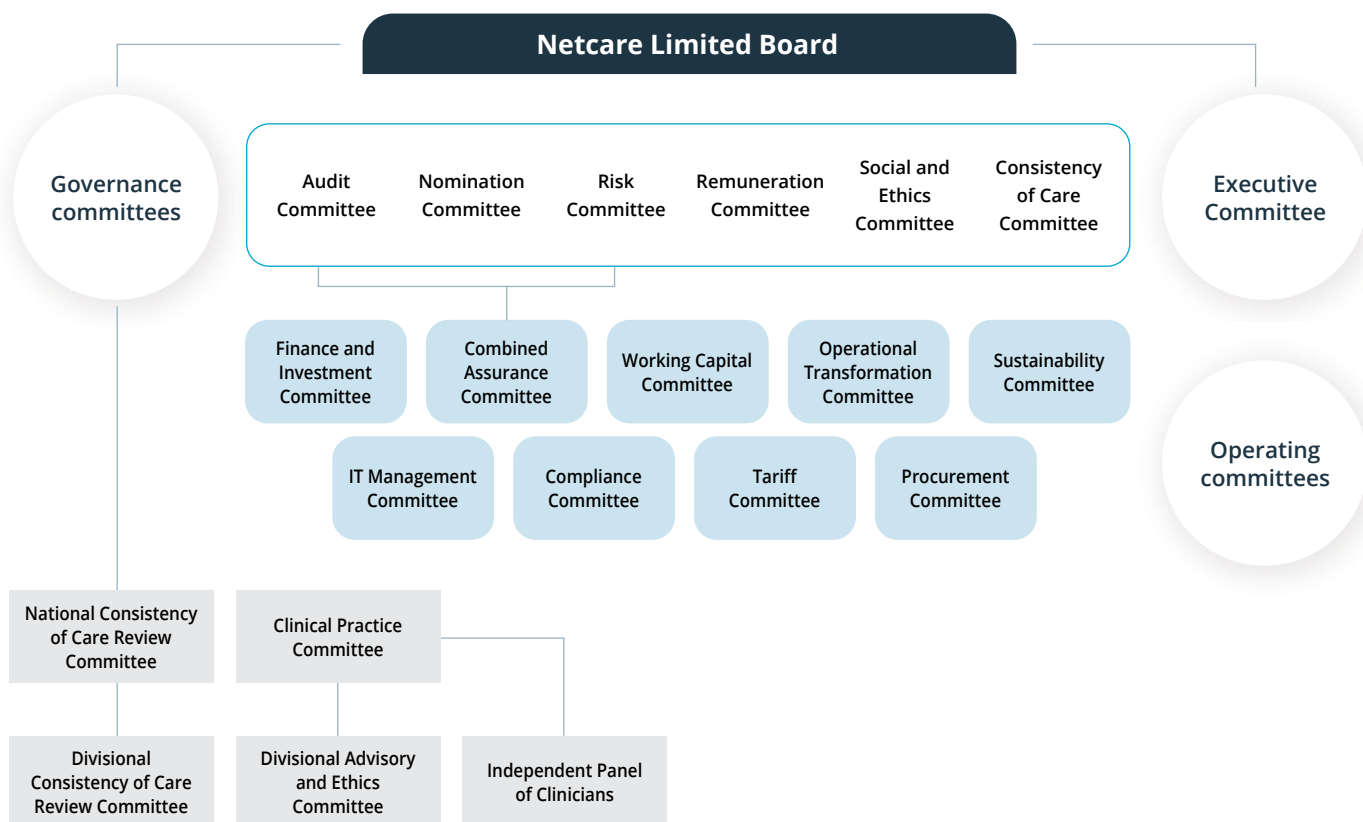 Netcare Limited Board
Governance
committees
Audit
Committee
Nomination
Committee
Risk
Committee
Remuneration
Committee
Social and
Ethics
Committee
Consistency
of Care
Committee
Executive
Committee
Finance and
Investment
Committee
Combined
Assurance
Committee
Working Capital
Committee
Operational
Transformation
Committee
Sustainability
Committee
Operating
committees
IT Management
Committee
Compliance
Committee
Tariff
Committee
Procurement
Committee
National Consistency
of Care Review
Committee
Clinical Practice
Committee
Divisional
Consistency of Care
Review Committee
Divisional Advisory
and Ethics
Committee
Independent Panel
of Clinicians